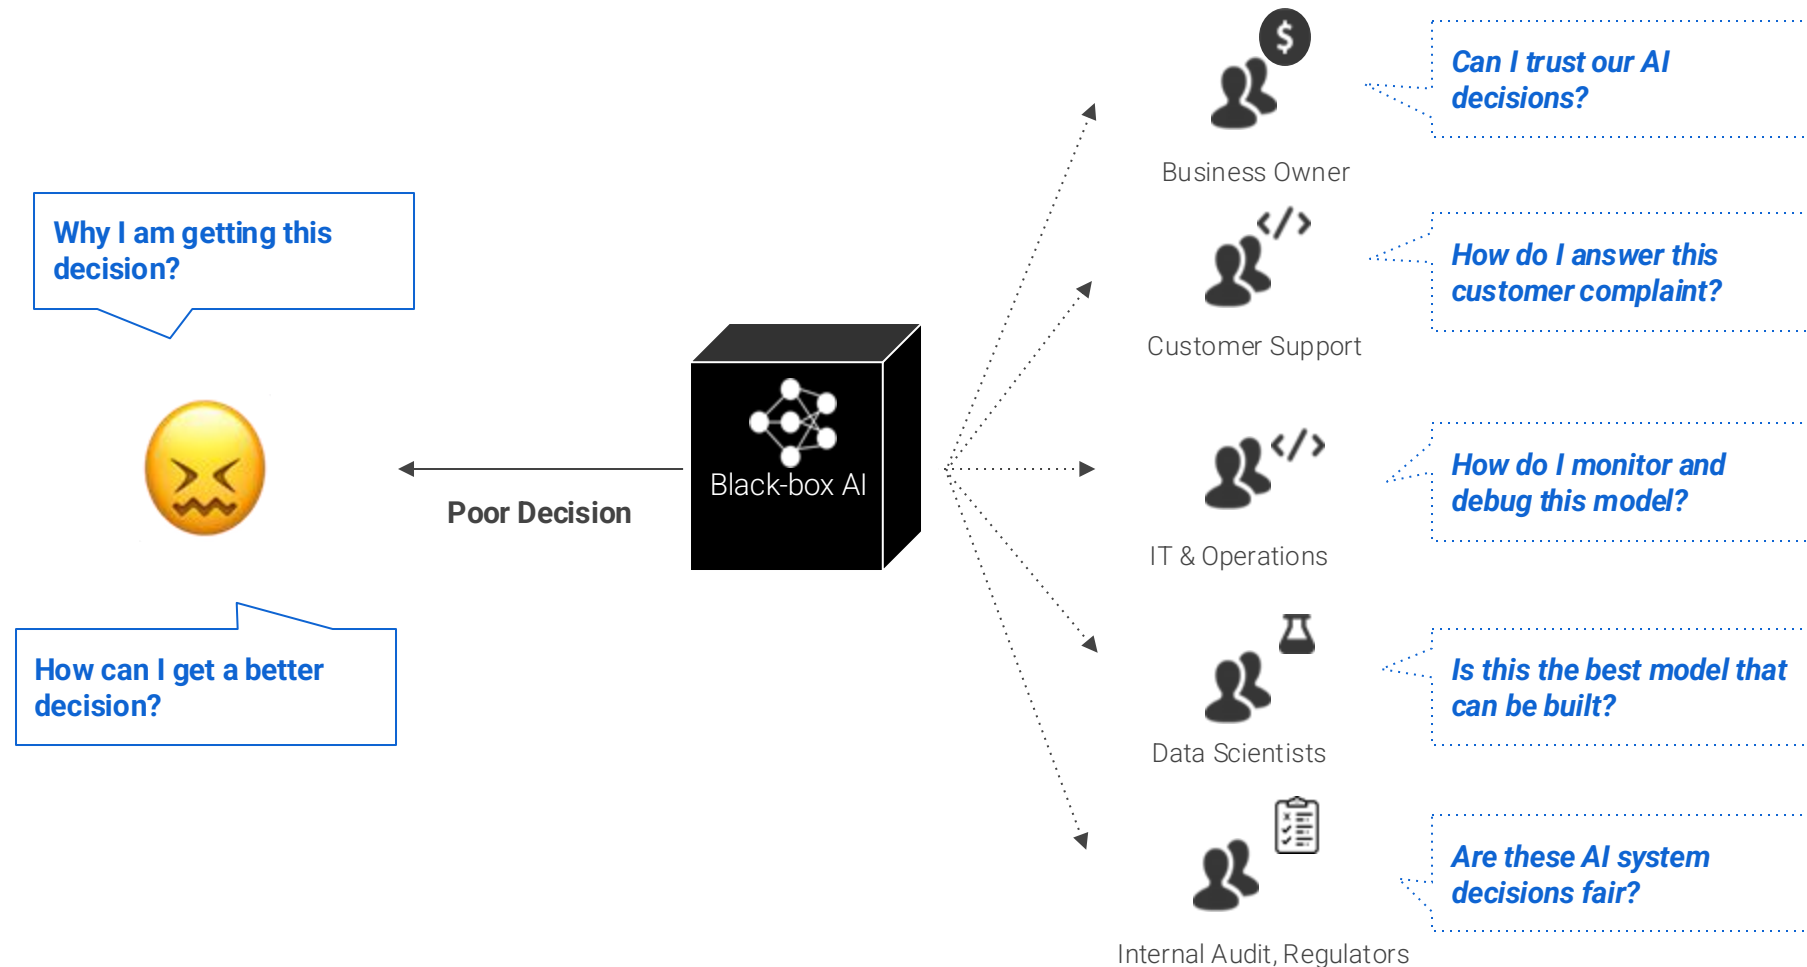 Why I am getting this
decision?
How can I get a better
decision?
Poor Decision
Black-box AI
$
Business Owner
Can I trust our AI
decisions?
</>
Customer Support
How do I answer this
customer complaint?
</>
IT & Operations
How do I monitor and
debug this model?
Data Scientists
Is this the best model that
can be built?
Internal Audit, Regulators
Are these AI system
decisions fair?